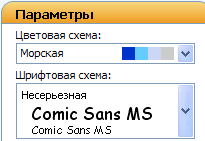 Параметры
Цветовая схема:
Морская
Шрифтовая схема:
Несерьезная
Comic Sans MS
Comic Sans MS